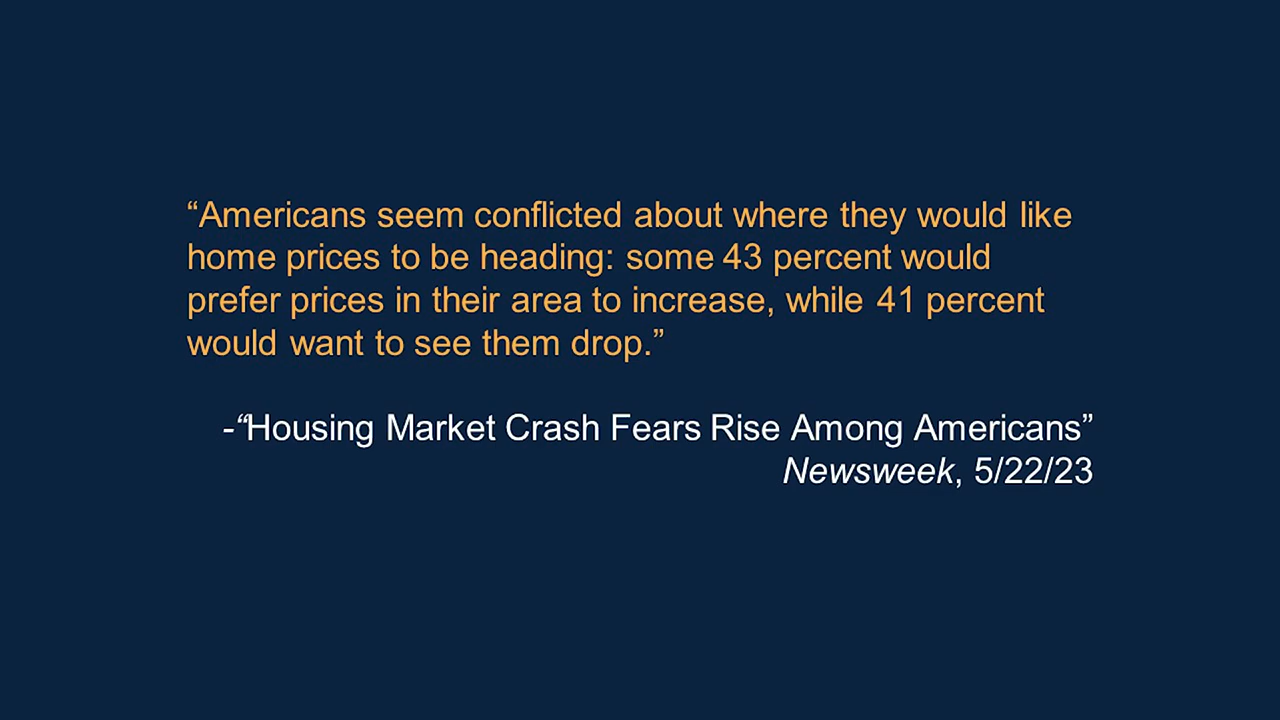 “Americans seem conflicted about where they would like
home prices to be heading: some 43 percent would
prefer prices in their area to increase, while 41 percent
would want to see them drop.”
-“Housing Market Crash Fears Rise Among Americans”
Newsweek, 5/22/23